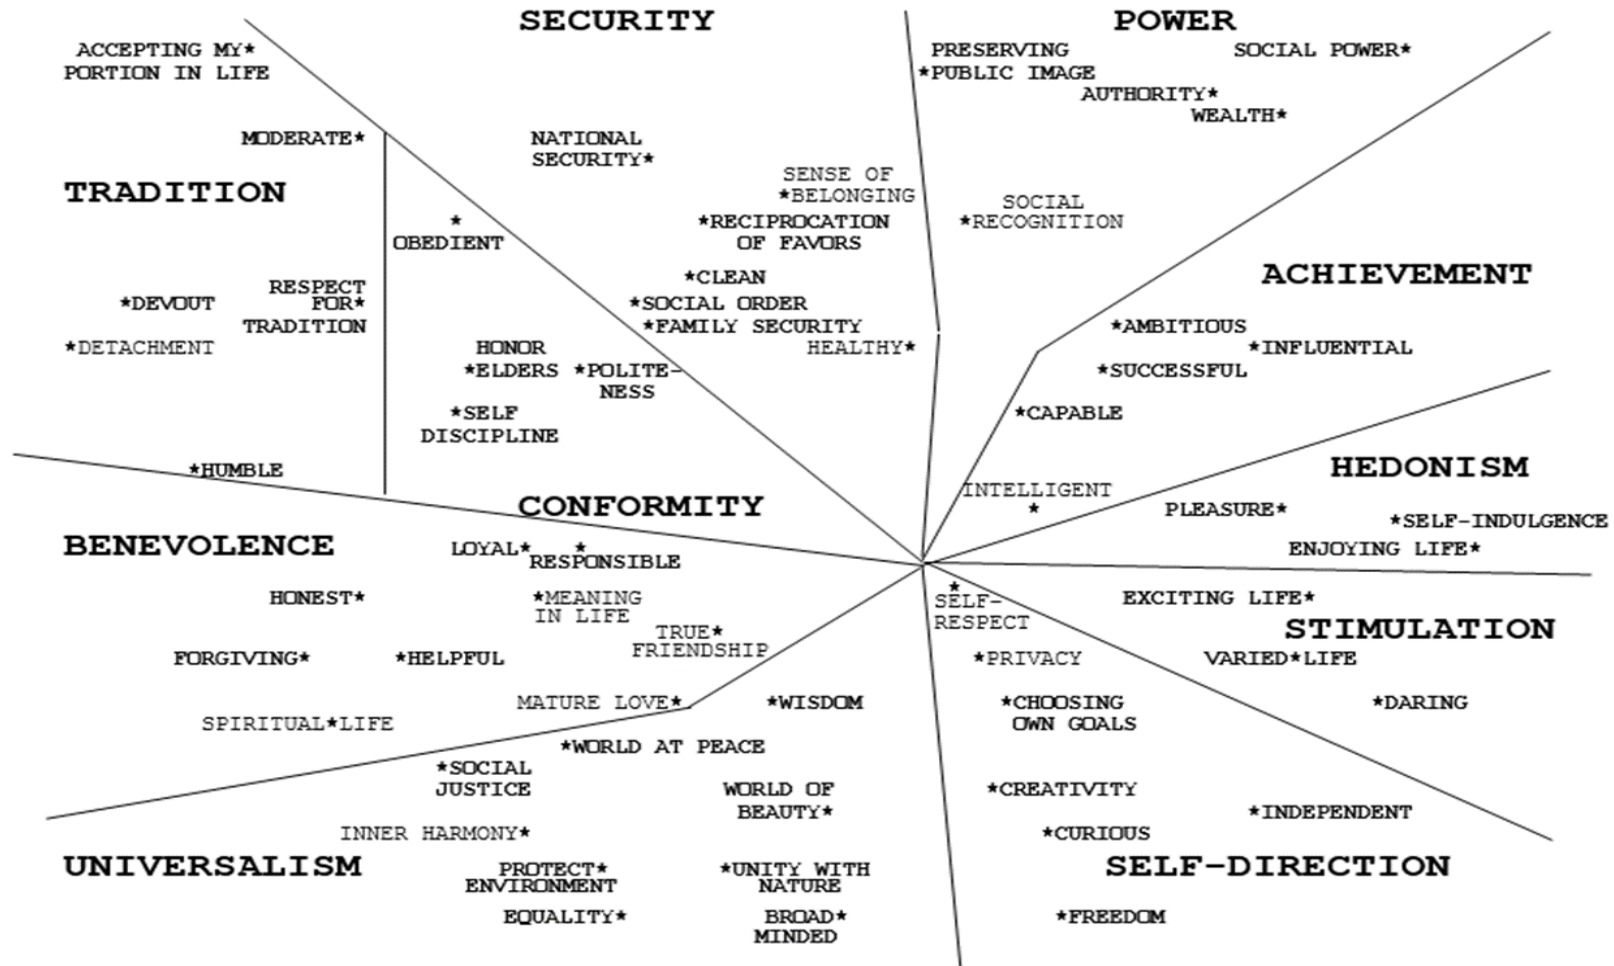 SECURITY
POWER
ACCEPTING MY*
PORTION IN LIFE
PRESERVING
*PUBLIC IMAGE
SOCIAL POWER*
AUTHORITY*
WEALTH*
MODERATE*
NATIONAL
SECURITY*
SENSE OF
*BELONGING
TRADITION
*
OBEDIENT
*RECIPROCATION
OF FAVORS
SOCIAL
*RECOGNITION
*CLEAN
ACHIEVEMENT
*DEVOUT
RESPECT
FOR*
TRADITION
*SOCIAL ORDER
*FAMILY SECURITY
HEALTHY*
*AMBITIOUS
*INFLUENTIAL
*SUCCESSFUL
*CAPABLE
*DETACHMENT
HONOR
*ELDERS
*POLITE-
NESS
*SELF
DISCIPLINE
*HUMBLE
CONFORMITY
INTELLIGENT
*
HEDONISM
PLEASURE*
*SELF-INDULGENCE
ENJOYING LIFE*
BENEVOLENCE
LOYAL*
*
RESPONSIBLE
HONEST*
*MEANING
IN LIFE
TRUE*
FRIENDSHIP
*
SELF-
RESPECT
EXCITING LIFE*
STIMULATION
FORGIVING*
*HELPFUL
*PRIVACY
VARIED*LIFE
MATURE LOVE*
*WISDOM
*CHOOSING
OWN GOALS
*DARING
SPIRITUAL*LIFE
*WORLD AT PEACE
*SOCIAL
JUSTICE
WORLD OF
BEAUTY*
*CREATIVITY
*INDEPENDENT
INNER HARMONY*
*CURIOUS
UNIVERSALISM
PROTECT*
ENVIRONMENT
*UNITY WITH
NATURE
SELF-DIRECTION
EQUALITY*
BROAD*
MINDED
*FREEDOM